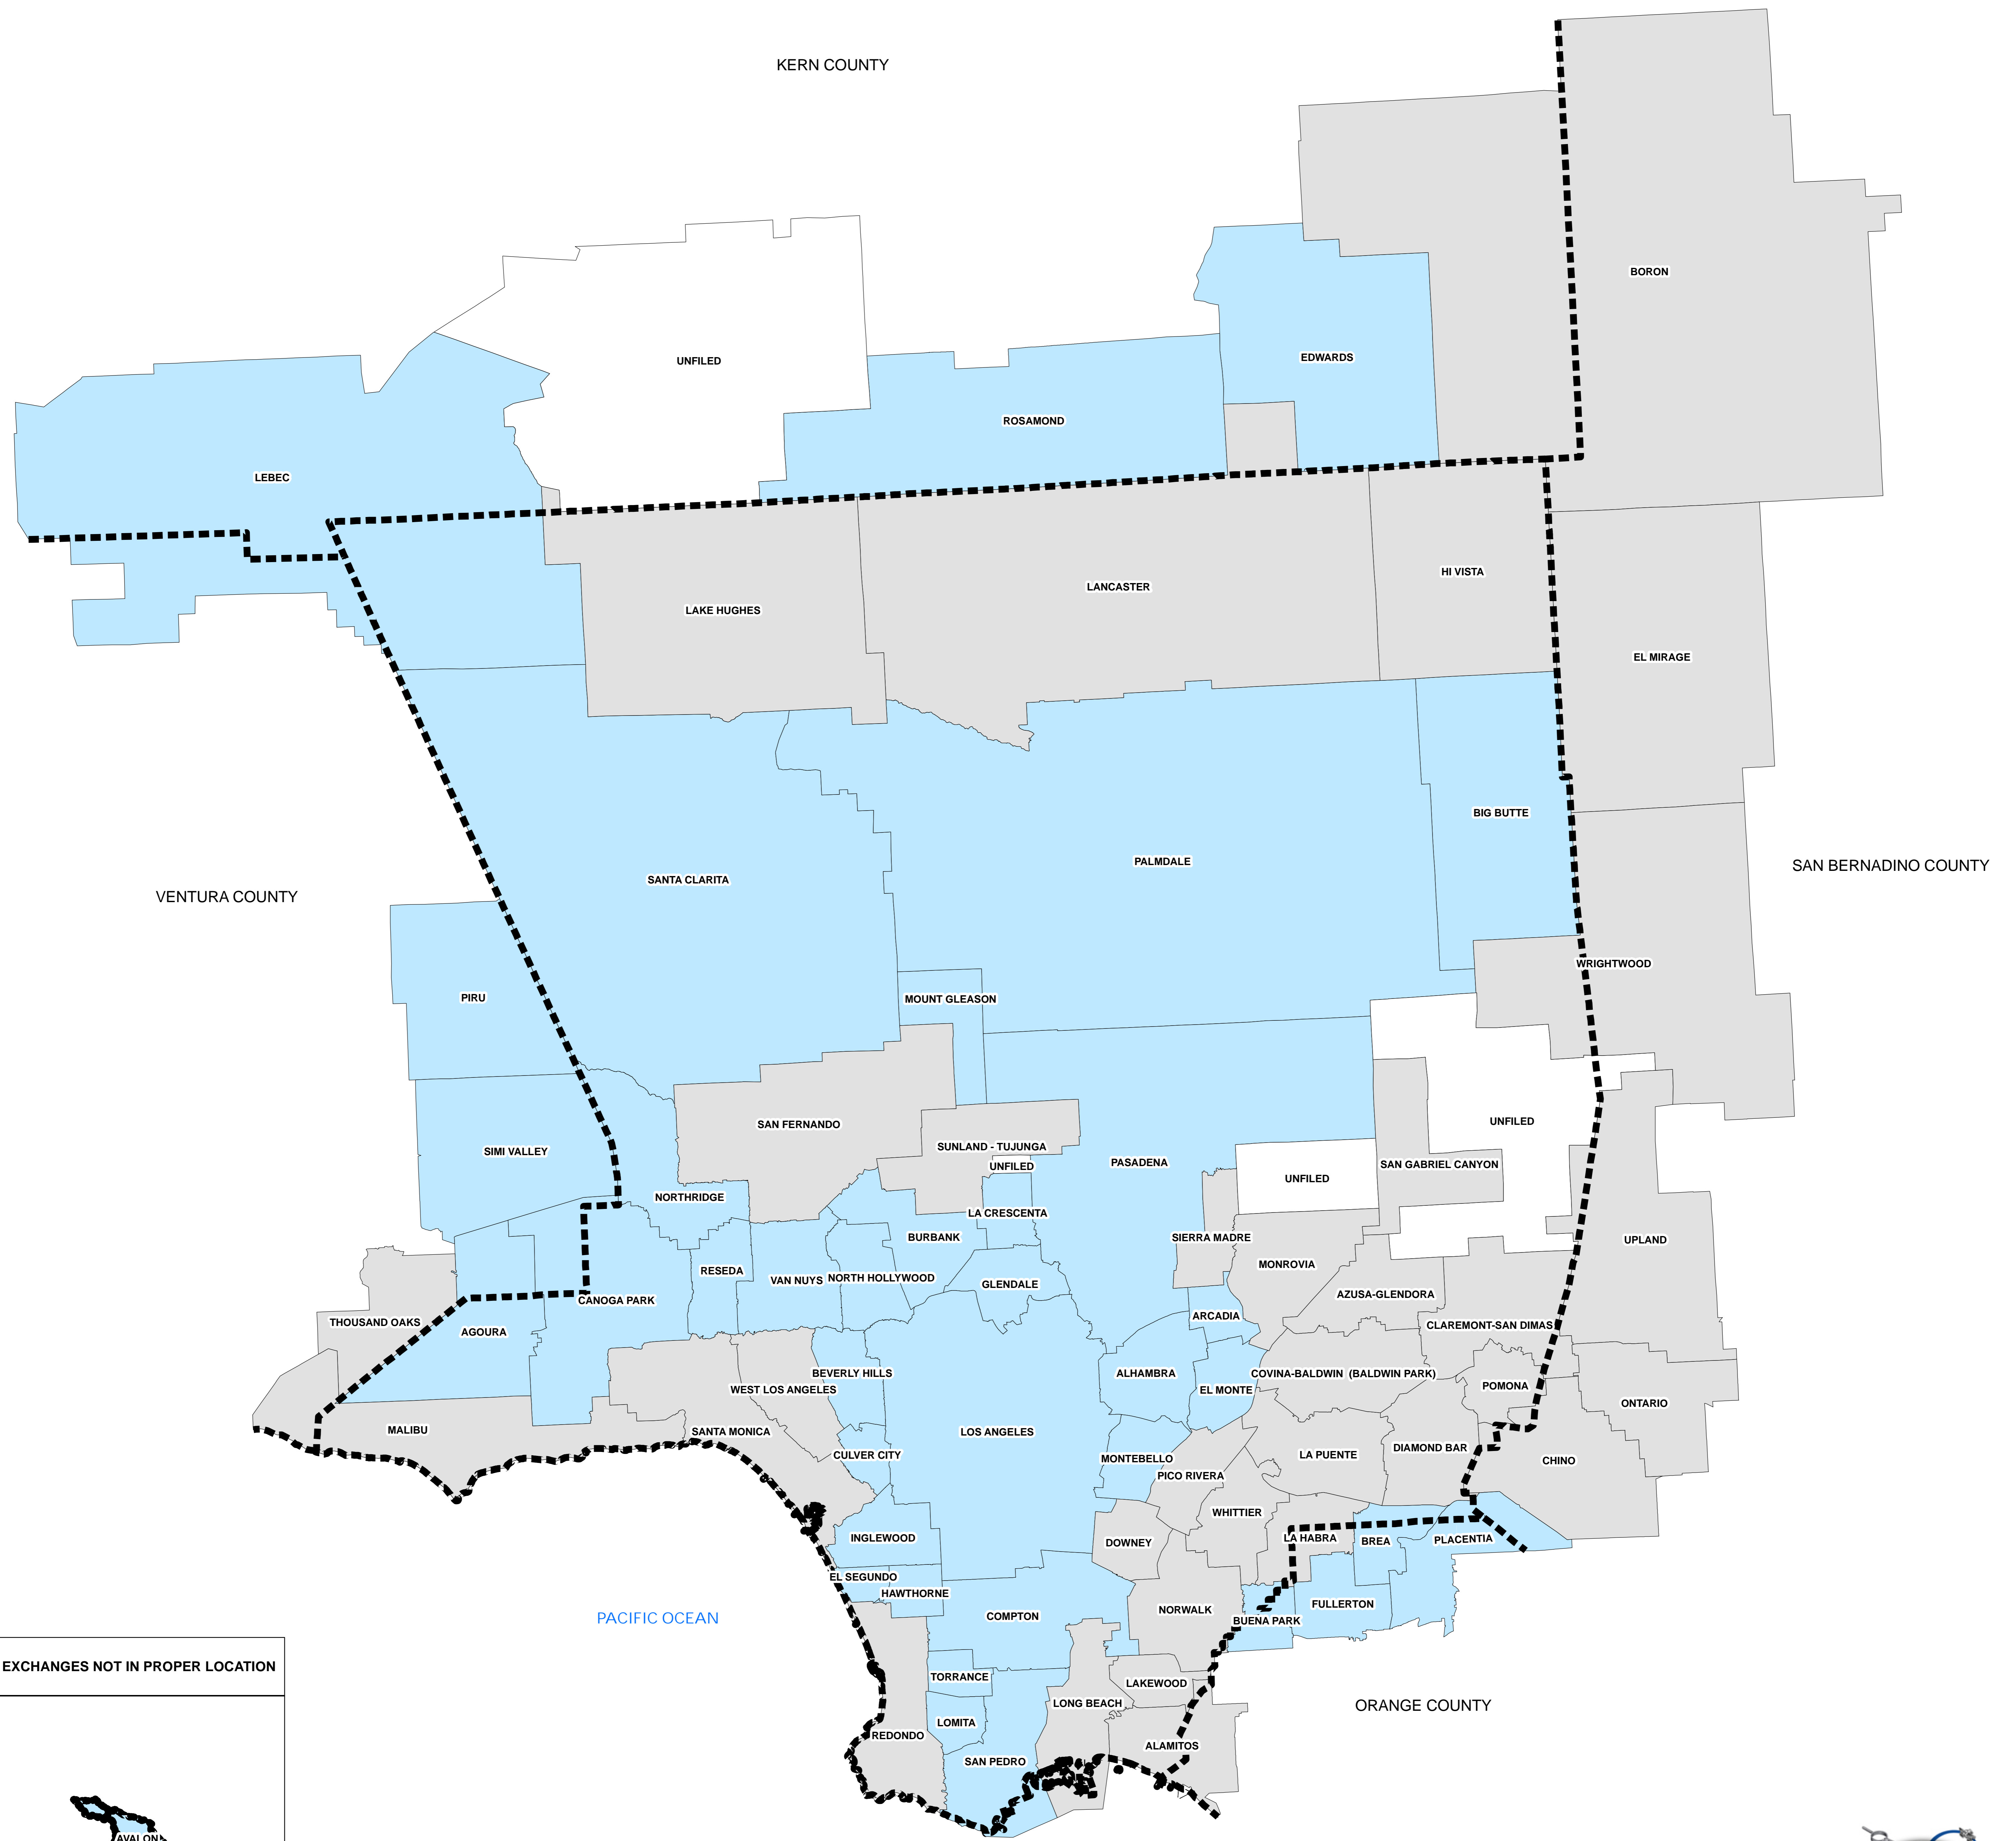 KERN COUNTY
BORON
UNFILED
EDWARDS
ROSAMOND
LEBEC
HI VISTA
LANCASTER
LAKE HUGHES
EL MIRAGE
BIG BUTTE
PALMDALE
SAN BERNADINO COUNTY
SANTA CLARITA
VENTURA COUNTY
WRIGHTWOOD
PIRU
MOUNT GLEASON
UNFILED
SAN FERNANDO
SUNLAND - TUJUNGA
SIMI VALLEY
UNFILED
PASADENA
SAN GABRIEL CANYON
UNFILED
NORTHRIDGE
LA CRESCENTA
BURBANK
SIERRA MADRE
UPLAND
MONROVIA
RESEDA
VAN NUYS
NORTH HOLLYWOOD
GLENDALE
AZUSA-GLENDORA
CANOGA PARK
ARCADIA
THOUSAND OAKS
AGOURA
CLAREMONT-SAN DIMAS
BEVERLY HILLS
ALHAMBRA
COVINA-BALDWIN (BALDWIN PARK)
WEST LOS ANGELES
EL MONTE
POMONA
ONTARIO
MALIBU
SANTA MONICA
LOS ANGELES
DIAMOND BAR
CULVER CITY
MONTEBELLO
LA PUENTE
CHINO
PICO RIVERA
WHITTIER
INGLEWOOD
DOWNEY
LA HABRA
BREA
PLACENTIA
EL SEGUNDO
HAWTHORNE
FULLERTON
NORWALK
COMPTON
BUENA PARK
PACIFIC OCEAN
EXCHANGES NOT IN PROPER LOCATION
TORRANCE
LAKEWOOD
LONG BEACH
ORANGE COUNTY
LOMITA
REDONDO
ALAMITOS
SAN PEDRO
AVALON